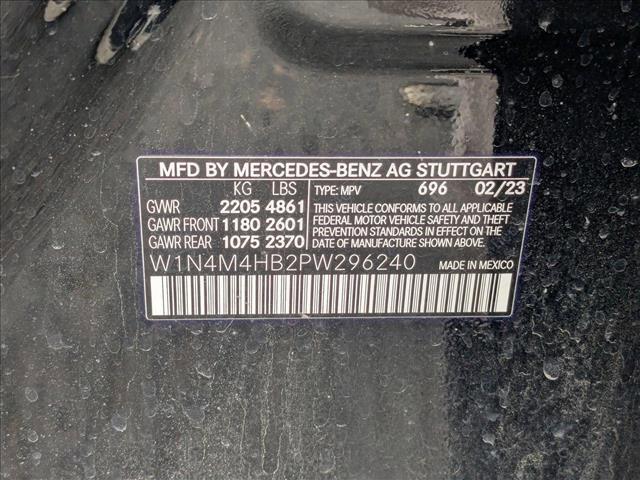 MFD BY MERCEDES-BENZ AG STUTTGART
KG LBS TYPE: MPV 696 02/23
GVWR 2205 4861
GAWR FRONT 1180 2601
GAWR REAR 1075 2370
THIS VEHICLE CONFORMS TO ALL APPLICABLE
FEDERAL MOTOR VEHICLE SAFETY AND THEFT
PREVENTION STANDARDS IN EFFECT ON THE
DATE OF MANUFACTURE SHOWN ABOVE.
W1N4M4HB2PW296240 MADE IN MEXICO